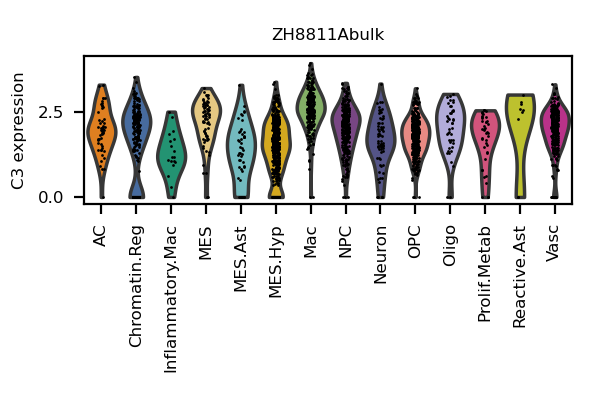 ZH8811Abulk
C3 expression
2.5
0.0
AC
Chromatin.Reg
Inflammatory.Mac
MES
MES.Ast
MES.Hyp
Mac
NPC
Neuron
OPC
Oligo
Prolif.Metab
Reactive.Ast
Vasc